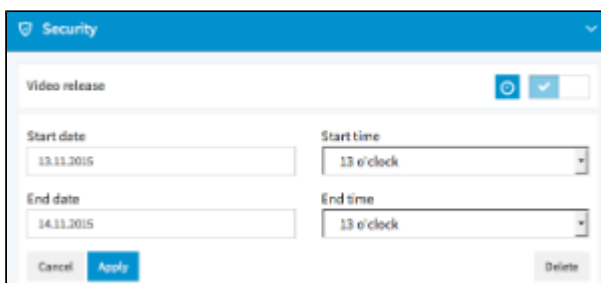 Security
Video release
Start date
Start time
13.11.2015
13 o'clock
End date
End time
14.11.2015
13 o'clock
Cancel
Apply
Delete